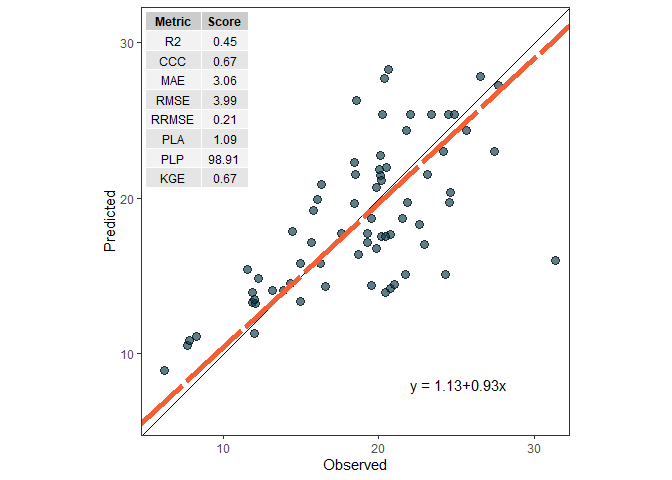 Metric Score
R2 0.45
CCC 0.67
MAE 3.06
RMSE 3.99
RRMSE 0.21
PLA 1.09
PLP 98.91
KGE 0.67
30
20
10
Predicted
y = 1.13+0.93x
10 20 30
Observed